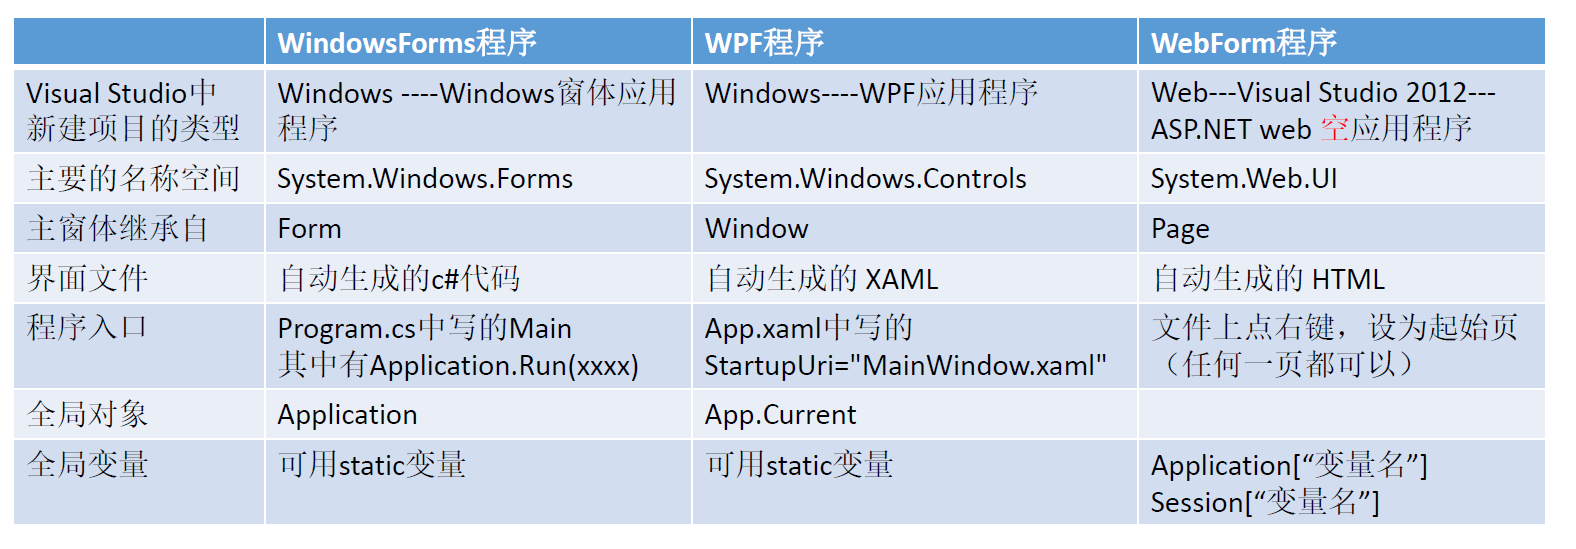 WindowsForms程序 WPF程序 WebForm程序
Visual Studio中 Windows ----Windows窗体应用 Windows----WPF应用程序 Web---Visual Studio 2012---
新建项目的类型 程序 ASP.NET web 空应用程序
主要的名称空间 System.Windows.Forms System.Windows.Controls System.Web.UI
主窗体继承自 Form Window Page
界面文件 自动生成的c#代码 自动生成的 XAML 自动生成的 HTML
程序入口 Program.cs中写的Main App.xaml中写的 文件上点右键，设为起始页
其中有Application.Run(xxxx) StartupUri="MainWindow.xaml" （任何一页都可以）
全局对象 Application App.Current
全局变量 可用static变量 可用static变量 Application[“变量名”]
Session[“变量名”]